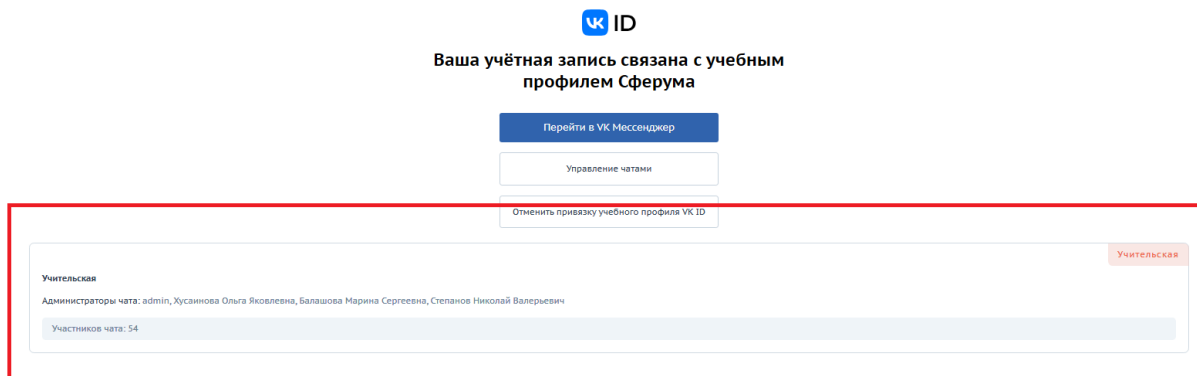 VK ID
Ваша учётная запись связана с учебным
профилем Сферума
Перейти в VK Мессенджер
Управление чатами
Отменить привязку учебного профиля VK ID
Учительская
Учительская
Администраторы чата: admin, Хусаинова Ольга Яковлевна, Балашова Марина Сергеевна, Степанов Николай Валерьевич
Участников чата: 54